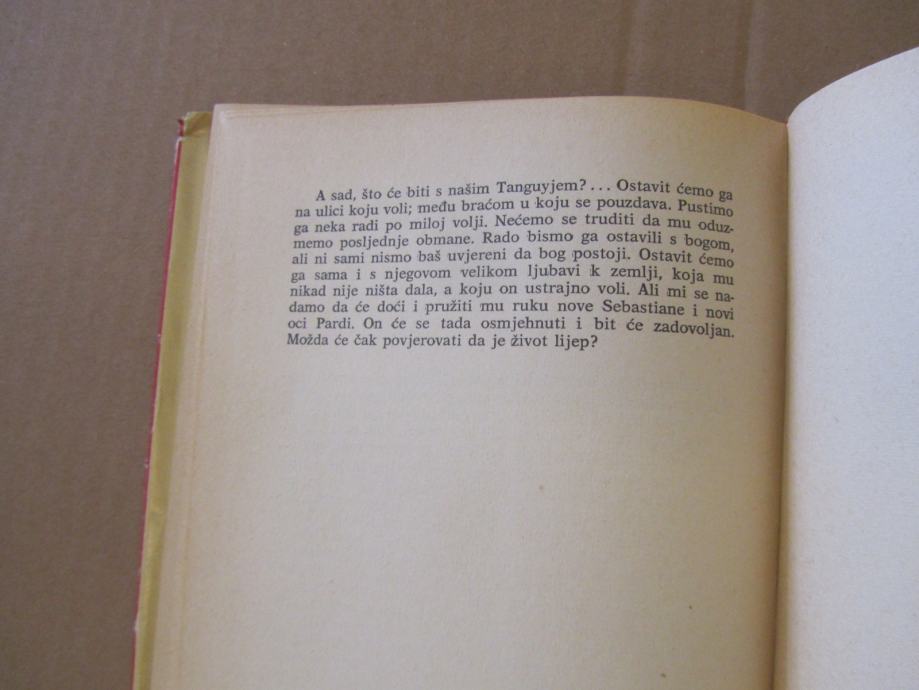 A sad, što će biti s našim Tanguyjem?... Ostavit ćemo ga
na ulici koju voli; među braćom u koju se pouzdava. Pustimo
ga neka radi po miloj volji. Nećemo se truditi da mu oduz-
memo posljednje obmane. Rado bismo ga ostavili s bogom,
ali ni sami nismo baš uvjereni da bog postoji. Ostavit ćemo
ga sama i s njegovom velikom ljubavi k zemlji, koja mu
nikad nije ništa dala, a koju on ustrajno voli. Ali mi se na-
damo da će doći i pružiti mu ruku nove Sebastiane i novi
oci Pardi. On će se tada osmjehnuti i bit će zadovoljan.
Možda će čak povjerovati da je život lijep?